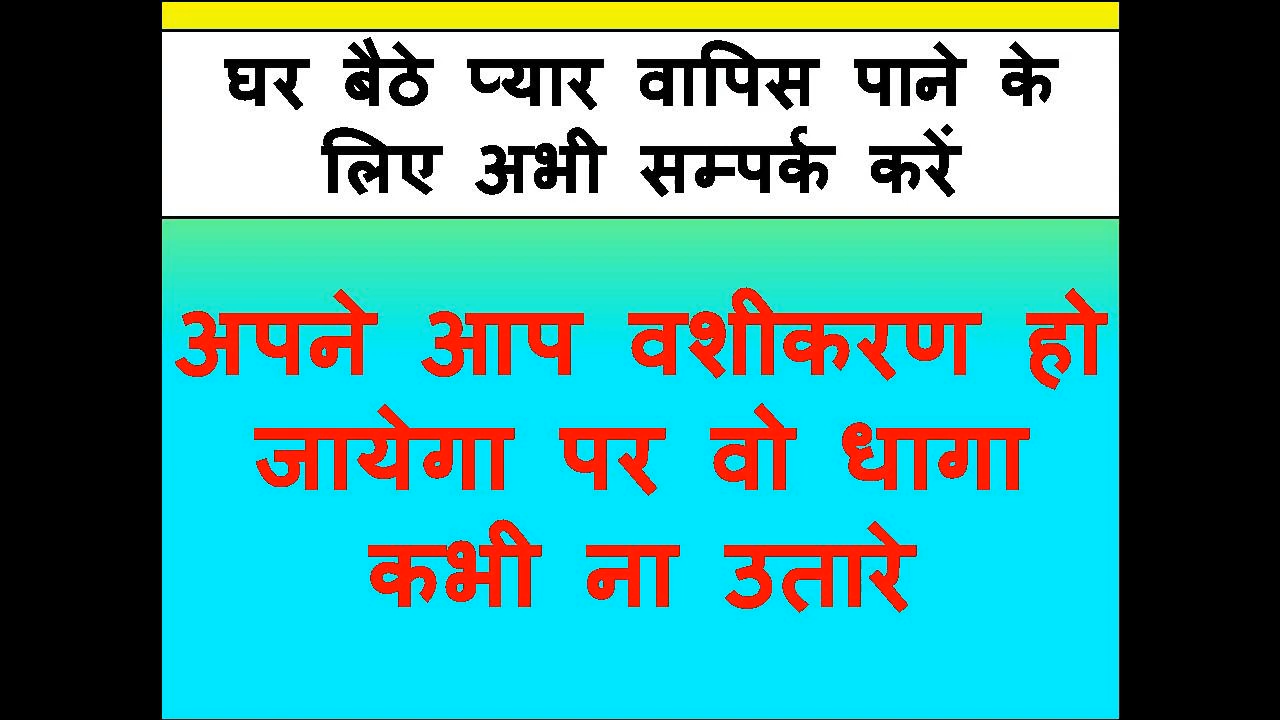 घर बैठे प्यार वापिस पाने के
लिए अभी सम्पर्क करें
अपने आप वशीकरण हो
जायेगा पर वो धागा
कभी ना उतारे